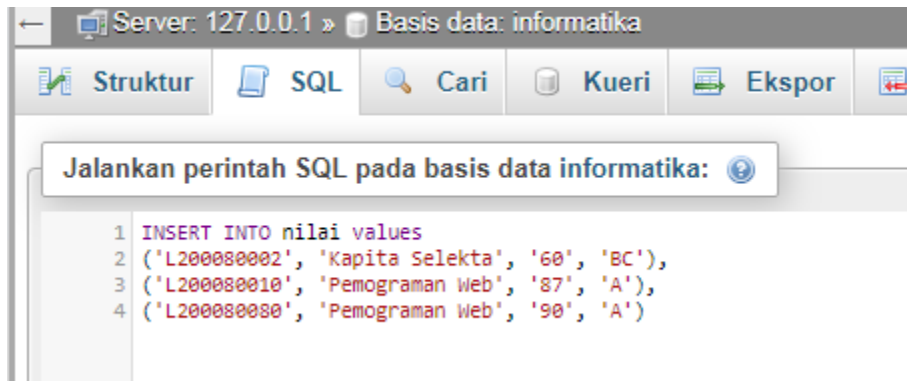 ← Server: 127.0.0.1 » Basis data: informatika
Struktur SQL Cari Kueri Ekspor
Jalankan perintah SQL pada basis data informatika:
1 INSERT INTO nilai values
2 ('L200080002', 'Kapita Selekta', '60', 'BC'),
3 ('L200080010', 'Pemograman Web', '87', 'A'),
4 ('L200080080', 'Pemograman Web', '90', 'A')